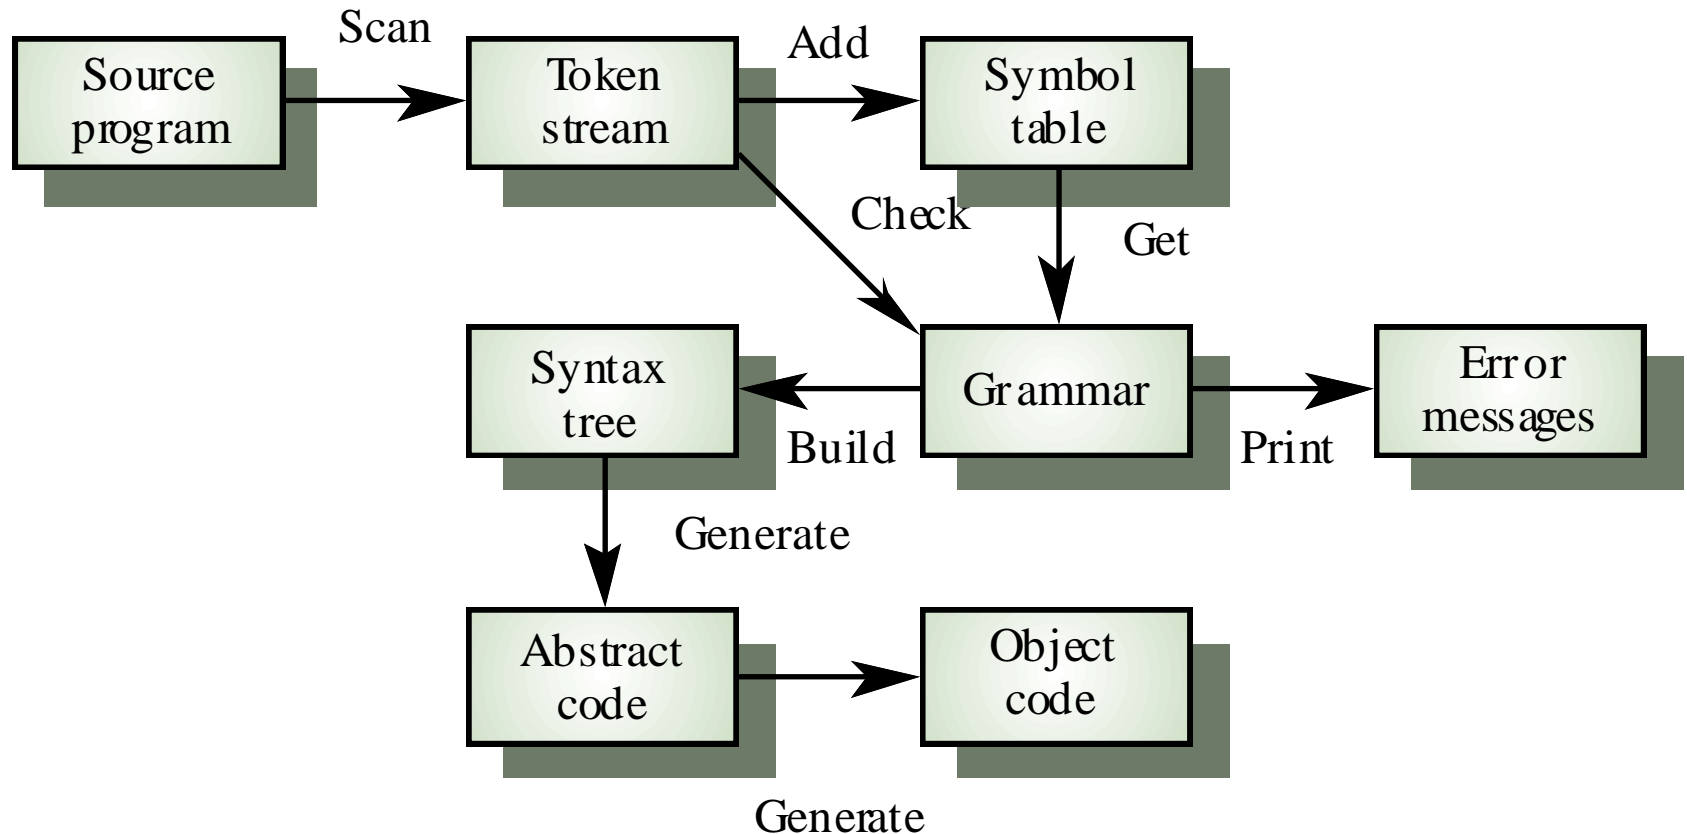 Scan
Source
program
Token
stream
Add
Symbol
table
Check
Get
Syntax
tree
Build
Grammar
Print
Error
messages
Generate
Abstract
code
Object
code
Generate